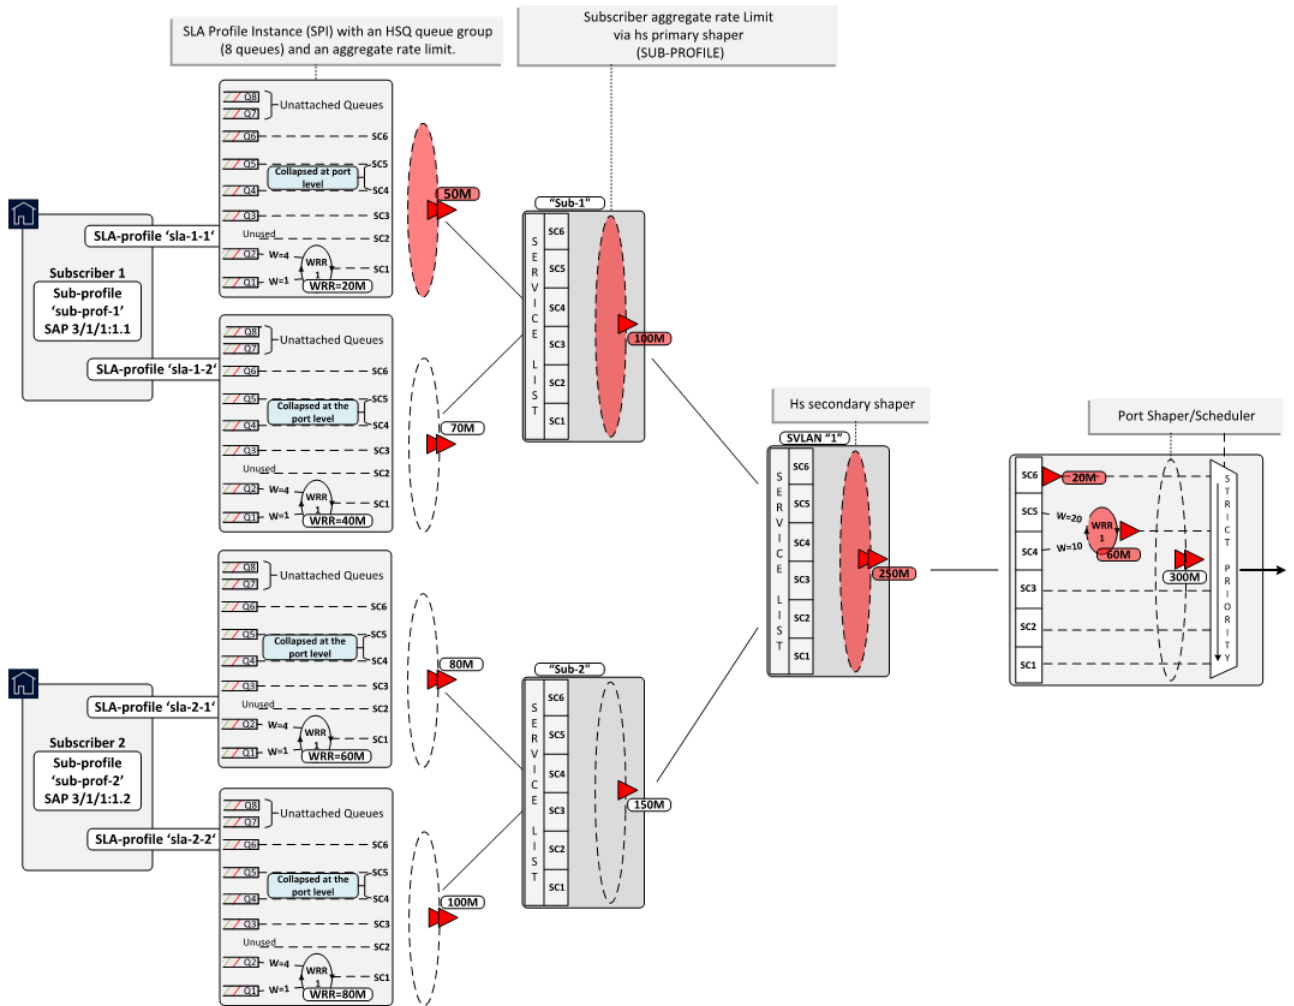 SLA Profile Instance (SPI) with an HSQ queue group
(8 queues) and an aggregate rate limit.
Subscriber aggregate rate Limit
via hs primary shaper
(SUB-PROFILE)
Q8
Q7
Unattached Queues
Q6
SC6
Q5
SC5
Collapsed at port
level
Q4
SC4
Q3
SC3
Unused
SC2
Q2
W=4
WRR
1
SC1
Q1
W=1
WRR=20M
50M
SLA-profile ‘sla-1-1‘
Subscriber 1
Sub-profile
‘sub-prof-1’
SAP 3/1/1:1.1
SLA-profile ‘sla-1-2‘
Q8
Q7
Unattached Queues
Q6
SC6
Q5
SC5
Collapsed at the
port level
Q4
SC4
Q3
SC3
Unused
SC2
Q2
W=4
WRR
1
SC1
Q1
W=1
WRR=40M
70M
"Sub-1"
SERVICE LIST
SC6
SC5
SC4
SC3
SC2
SC1
100M
Q8
Q7
Unattached Queues
Q6
SC6
Q5
SC5
Collapsed at the
port level
Q4
SC4
Q3
SC3
Unused
SC2
Q2
W=4
WRR
1
SC1
Q1
W=1
WRR=60M
80M
SLA-profile ‘sla-2-1‘
Subscriber 2
Sub-profile
‘sub-prof-2’
SAP 3/1/1:1.2
SLA-profile ‘sla-2-2‘
Q8
Q7
Unattached Queues
Q6
SC6
Q5
SC5
Collapsed at the
port level
Q4
SC4
Q3
SC3
Unused
SC2
Q2
W=4
WRR
1
SC1
Q1
W=1
WRR=80M
100M
"Sub-2"
SERVICE LIST
SC6
SC5
SC4
SC3
SC2
SC1
150M
Hs secondary shaper
SVLAN "1"
SERVICE LIST
SC6
SC5
SC4
SC3
SC2
SC1
250M
Port Shaper/Scheduler
SC6
SC5
SC4
SC3
SC2
SC1
20M
W=20
W=10
WRR
1
60M
300M
STRICT PRIORITY